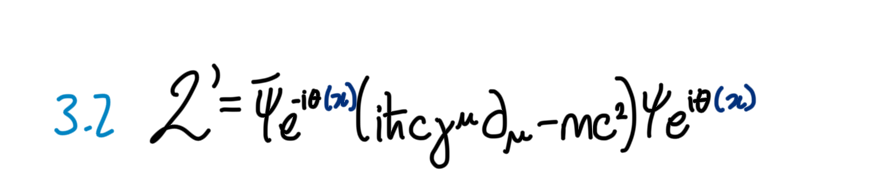 3.2 ℒ' = ψ̄e^{-iθ(x)}(iħcγ^μ∂_μ - mc²)ψe^{iθ(x)}